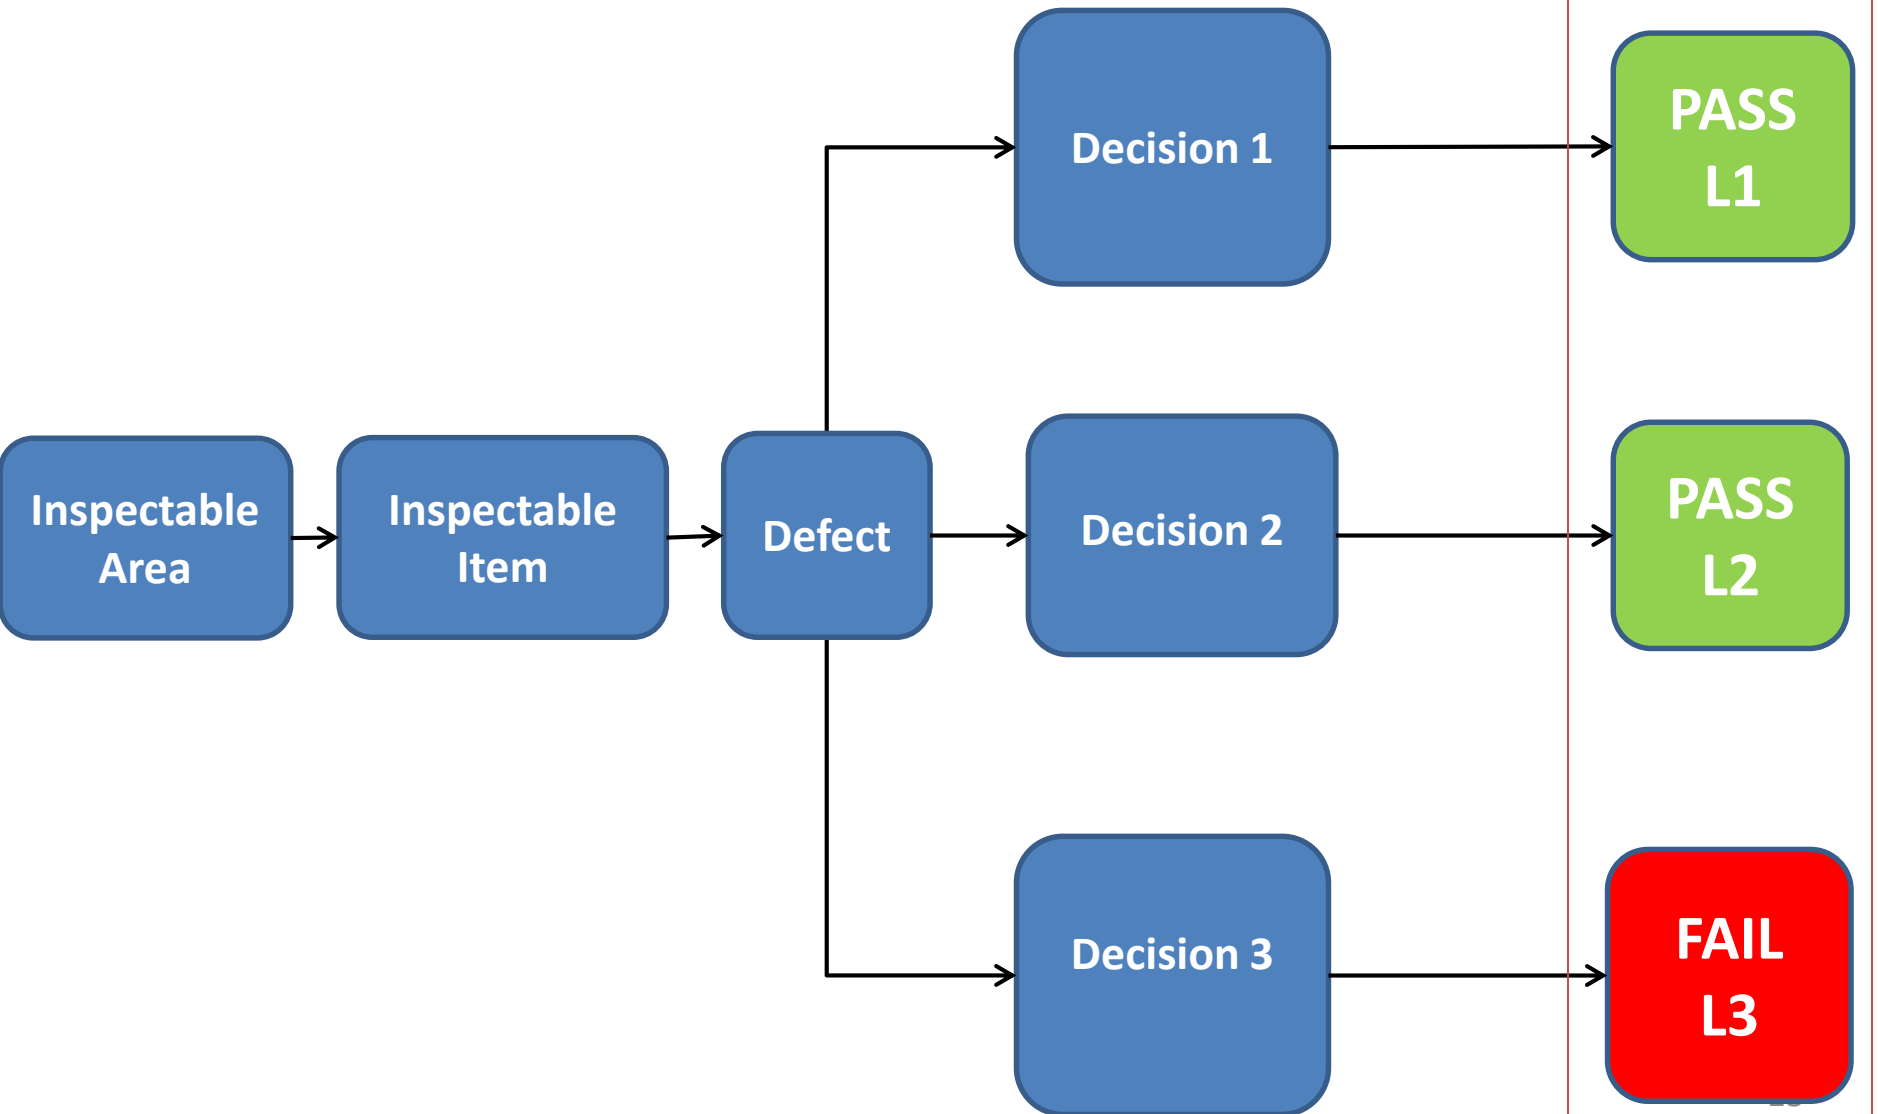 Decision 1
PASS
L1
Inspectable
Area
Inspectable
Item
Defect
Decision 2
PASS
L2
Decision 3
FAIL
L3